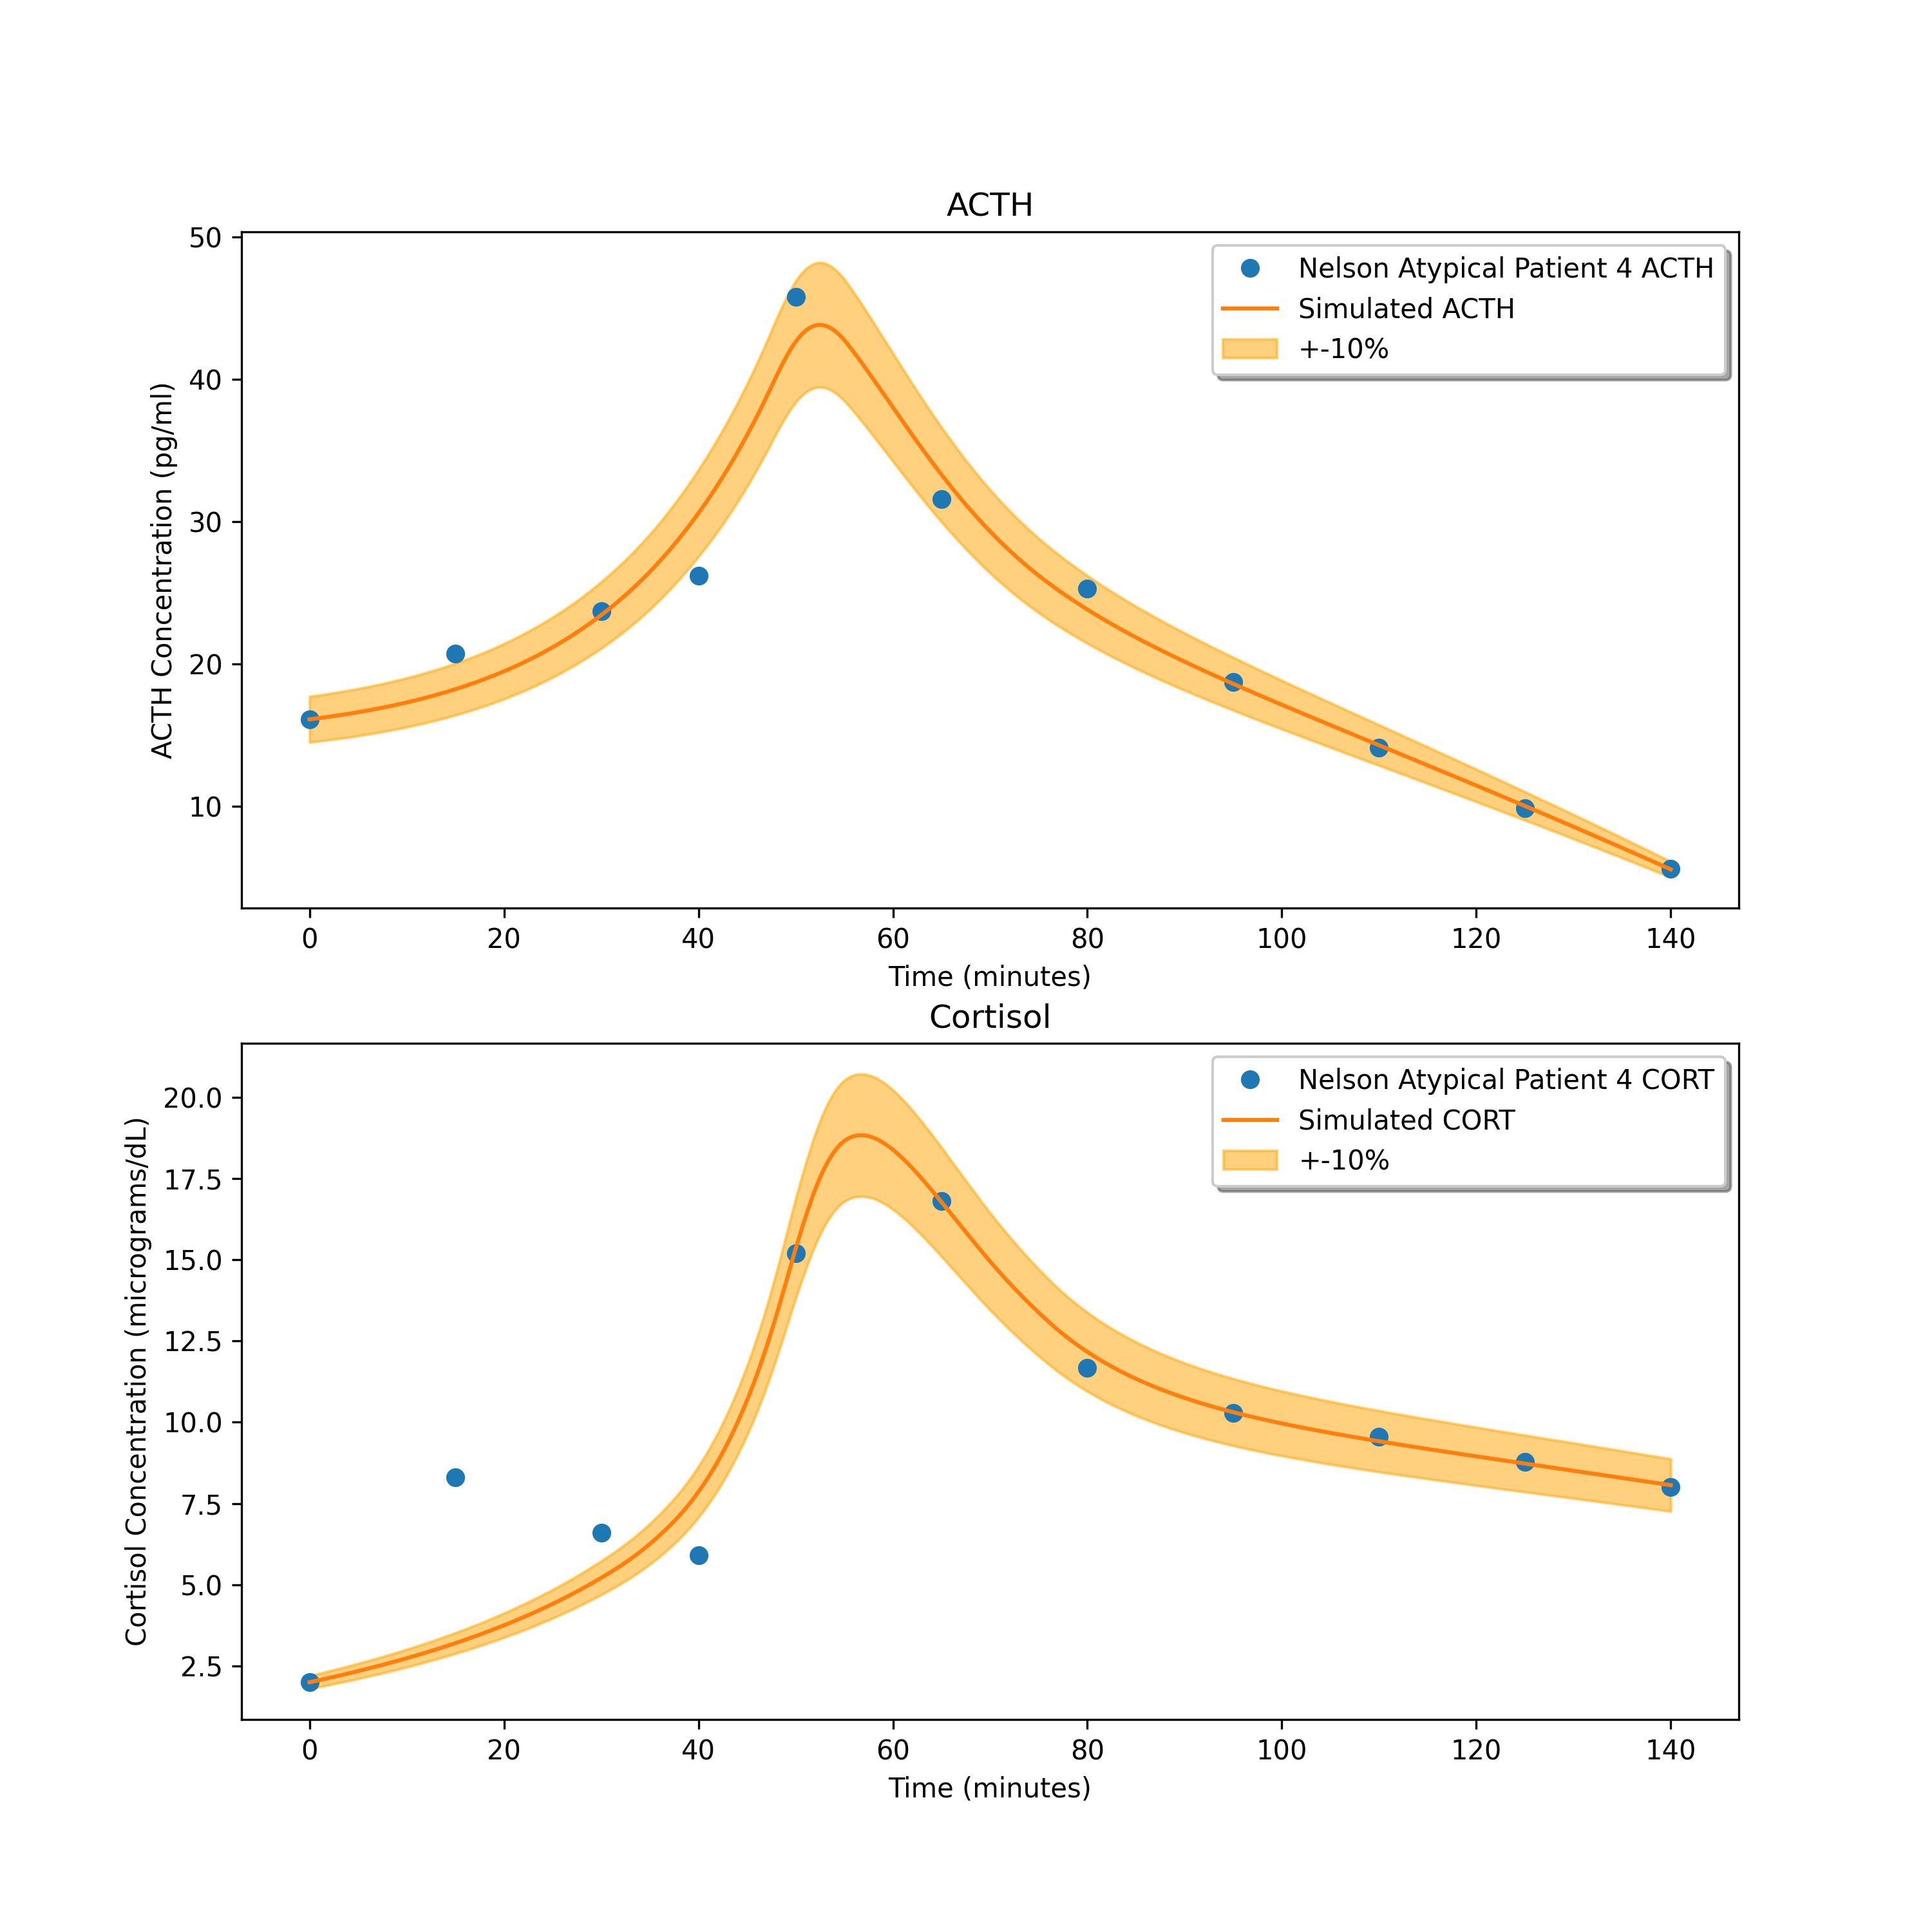 ACTH
50
40
30
20
10
ACTH Concentration (pg/ml)
Nelson Atypical Patient 4 ACTH
Simulated ACTH
+-10%
0 20 40 60 80 100 120 140
Time (minutes)
Cortisol
20.0
17.5
15.0
12.5
10.0
7.5
5.0
2.5
Cortisol Concentration (micrograms/dL)
Nelson Atypical Patient 4 CORT
Simulated CORT
+-10%
0 20 40 60 80 100 120 140
Time (minutes)